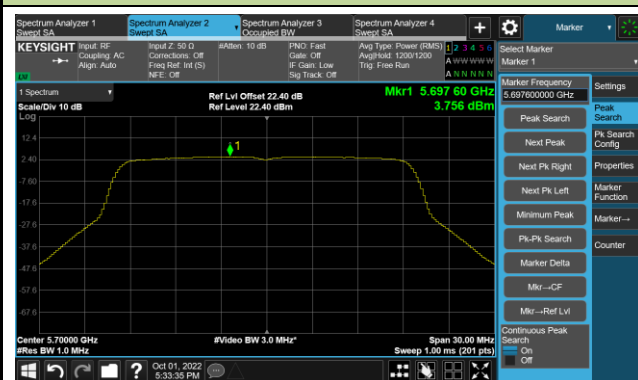 Spectrum Analyzer 1
Swept SA
Spectrum Analyzer 2
Swept SA
Spectrum Analyzer 3
Occupied BW
Spectrum Analyzer 4
Swept SA
+
Marker
KEYSIGHT
Input: RF
Coupling: AC
Align: Auto
Input Z: 50 Ω
Corrections: Off
Freq Ref: Int (S)
NFE: Off
#Atten: 10 dB
PNO: Fast
Gate: Off
IF Gain: Low
Sig Track: Off
Avg Type: Power (RMS)
Avg|Hold: 1200/1200
Trig: Free Run
1 2 3 4 5 6
A W W W W W
A N N N N N
LVI
Select Marker
Marker 1
1 Spectrum
Scale/Div 10 dB
Log
Ref Lvl Offset 22.40 dB
Ref Level 22.40 dBm
Mkr1 5.697 60 GHz
3.756 dBm
12.4
2.40
-7.60
-17.6
-27.6
-37.6
-47.6
-57.6
-67.6
1
Center 5.70000 GHz
#Res BW 1.0 MHz
#Video BW 3.0 MHz*
Span 30.00 MHz
Sweep 1.00 ms (201 pts)
Marker Frequency
5.697600000 GHz
Peak Search
Next Peak
Next Pk Right
Next Pk Left
Minimum Peak
Pk-Pk Search
Marker Delta
Mkr→CF
Mkr→Ref Lvl
Continuous Peak
Search
On
Off
Settings
Peak
Search
Pk Search
Config
Properties
Marker
Function
Marker→
Counter
?
Oct 01, 2022
5:33:35 PM